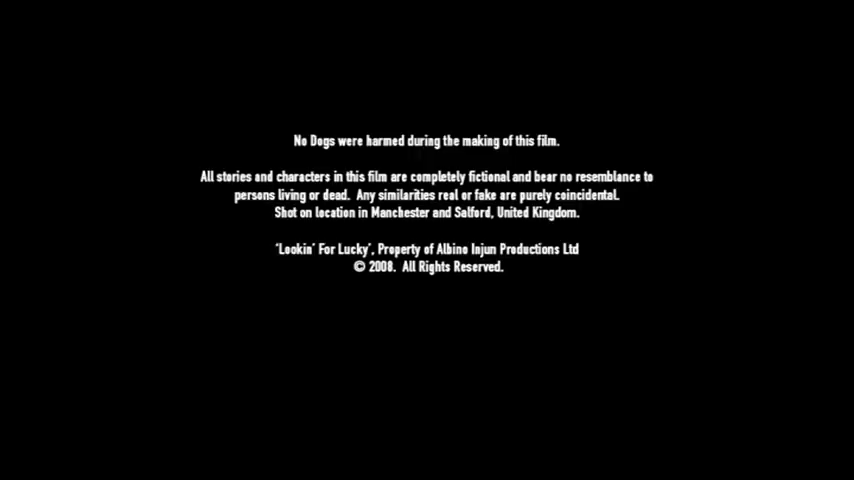 No Dogs were harmed during the making of this film.
All stories and characters in this film are completely fictional and bear no resemblance to
persons living or dead. Any similarities real or fake are purely coincidental.
Shot on location in Manchester and Salford, United Kingdom.
'Lookin' For Lucky', Property of Albino Injun Productions Ltd
© 2008. All Rights Reserved.